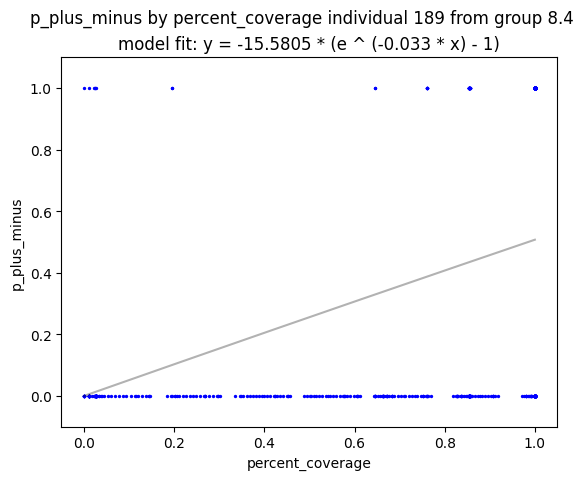 p_plus_minus by percent_coverage individual 189 from group 8.4
model fit: y = -15.5805 * (e ^ (-0.033 * x) - 1)
1.0
0.8
0.6
0.4
0.2
0.0
p_plus_minus
0.0 0.2 0.4 0.6 0.8 1.0
percent_coverage